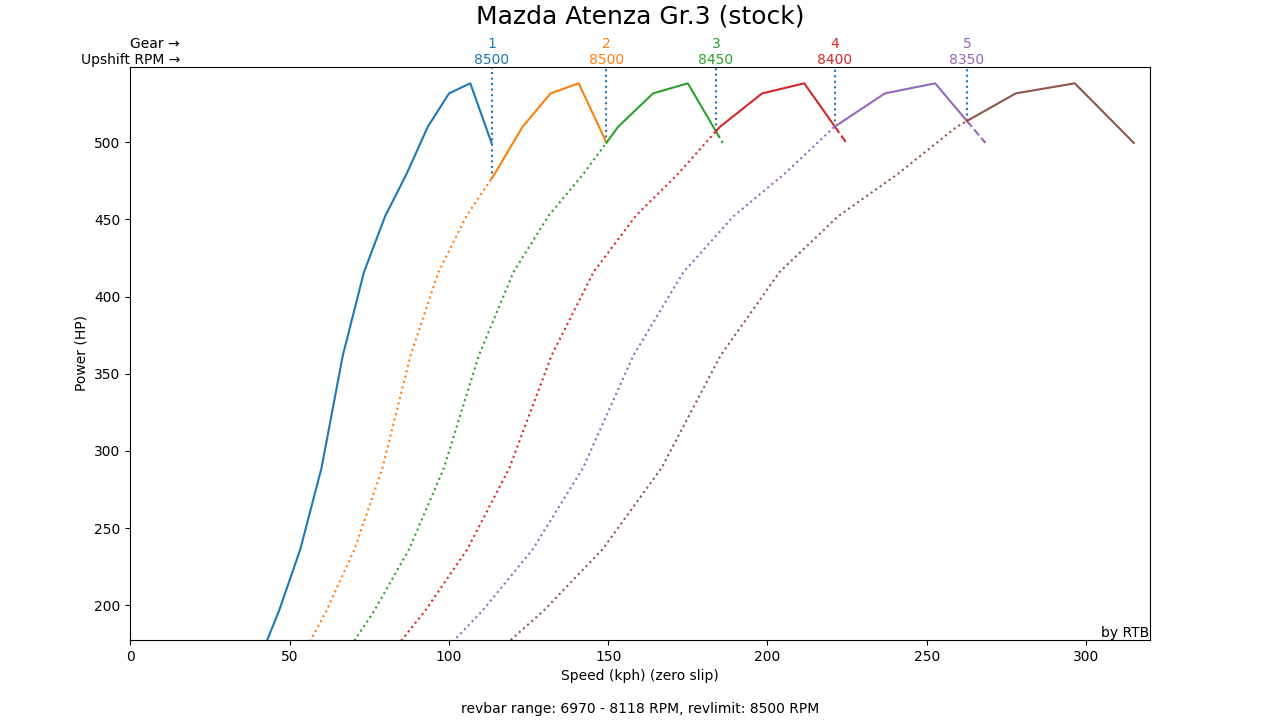 Mazda Atenza Gr.3 (stock)
Gear → 1 2 3 4 5
Upshift RPM → 8500 8500 8450 8400 8350
Power (HP)
500
450
400
350
300
250
200
by RTB
0 50 100 150 200 250 300
Speed (kph) (zero slip)
revbar range: 6970 - 8118 RPM, revlimit: 8500 RPM